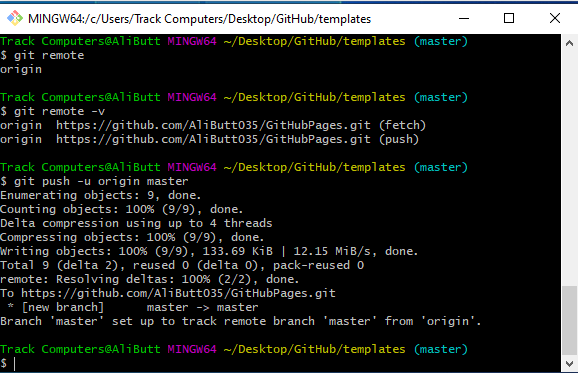 MINGW64:/c/Users/Track Computers/Desktop/GitHub/templates
Track Computers@AliButt MINGW64 ~/Desktop/GitHub/templates (master)
$ git remote
origin
Track Computers@AliButt MINGW64 ~/Desktop/GitHub/templates (master)
$ git remote -v
origin  https://github.com/AliButt035/GitHubPages.git (fetch)
origin  https://github.com/AliButt035/GitHubPages.git (push)
Track Computers@AliButt MINGW64 ~/Desktop/GitHub/templates (master)
$ git push -u origin master
Enumerating objects: 9, done.
Counting objects: 100% (9/9), done.
Delta compression using up to 4 threads
Compressing objects: 100% (9/9), done.
Writing objects: 100% (9/9), 133.69 KiB | 12.15 MiB/s, done.
Total 9 (delta 2), reused 0 (delta 0), pack-reused 0
remote: Resolving deltas: 100% (2/2), done.
To https://github.com/AliButt035/GitHubPages.git
 * [new branch]      master -> master
Branch 'master' set up to track remote branch 'master' from 'origin'.
Track Computers@AliButt MINGW64 ~/Desktop/GitHub/templates (master)
$